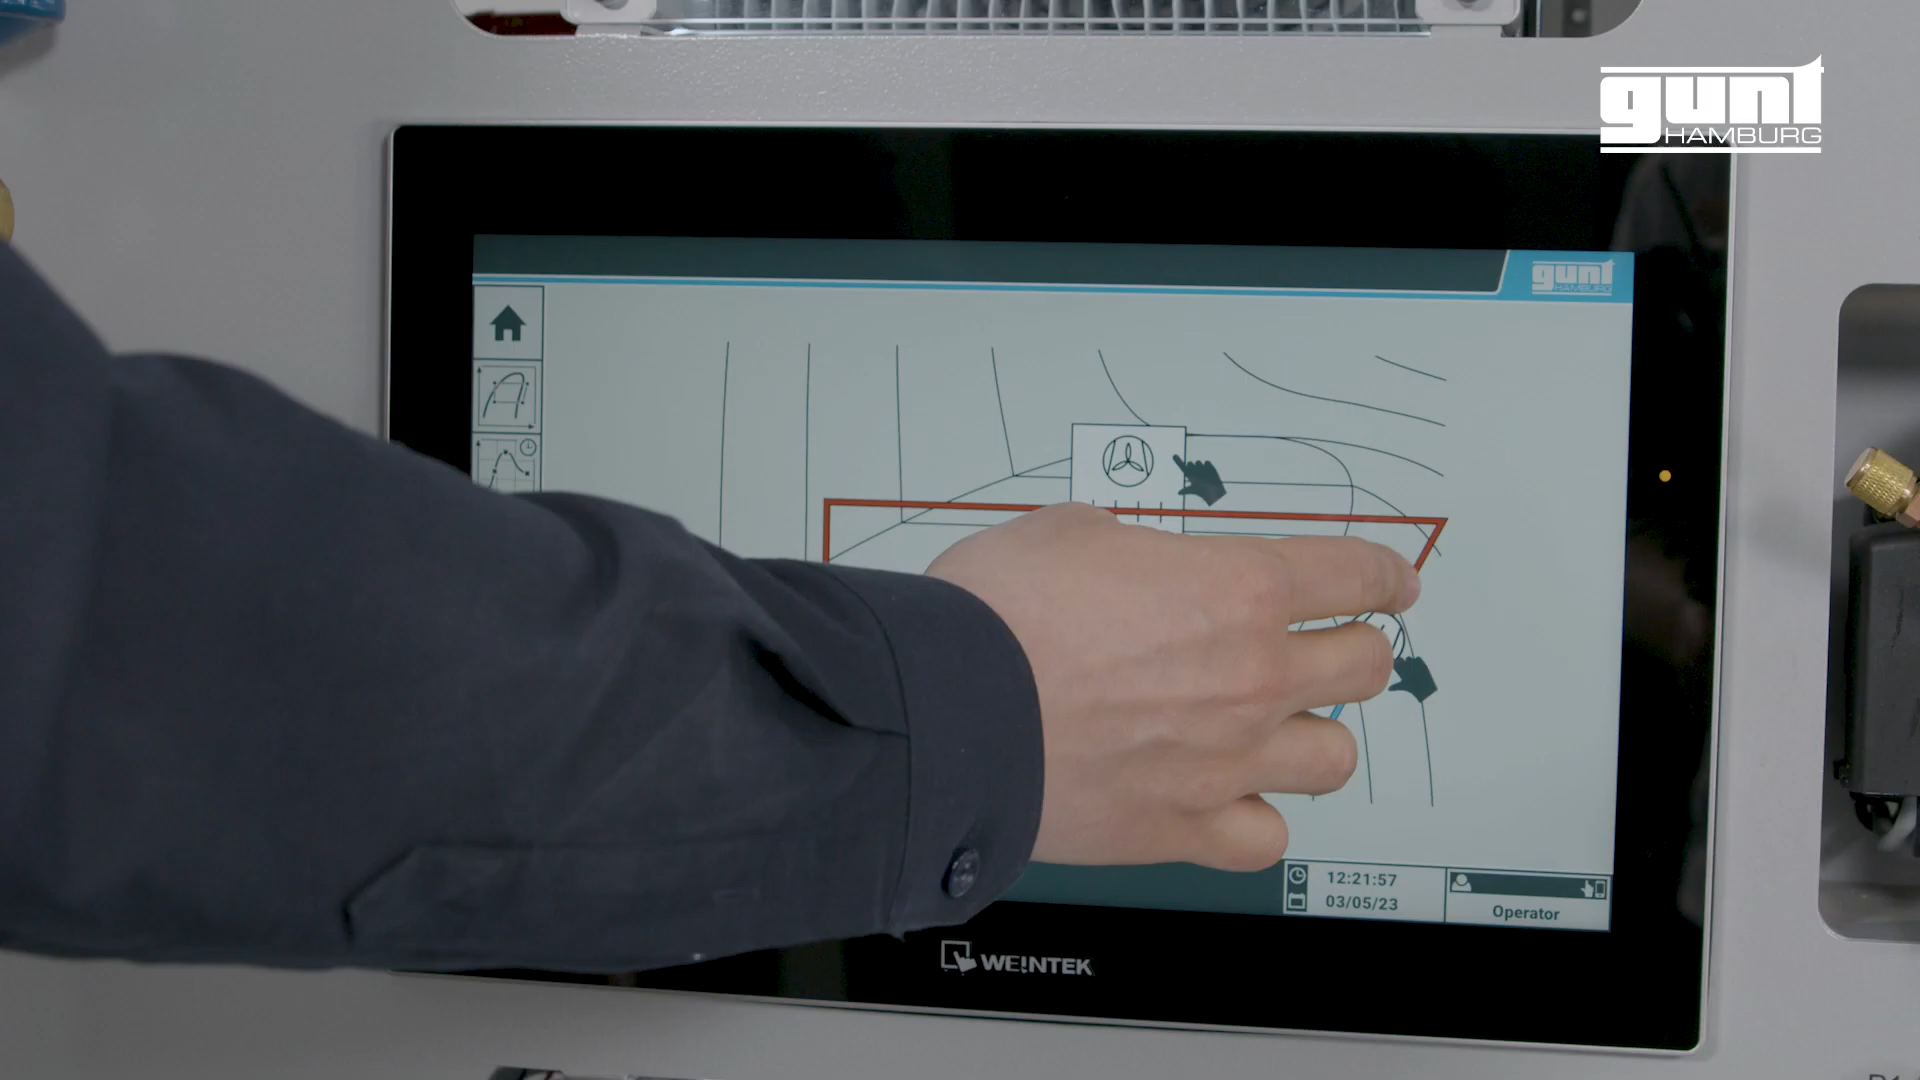 gunt
HAMBURG
gunt
HAMBURG
12:21:57
03/05/23
Operator
WEINTEK